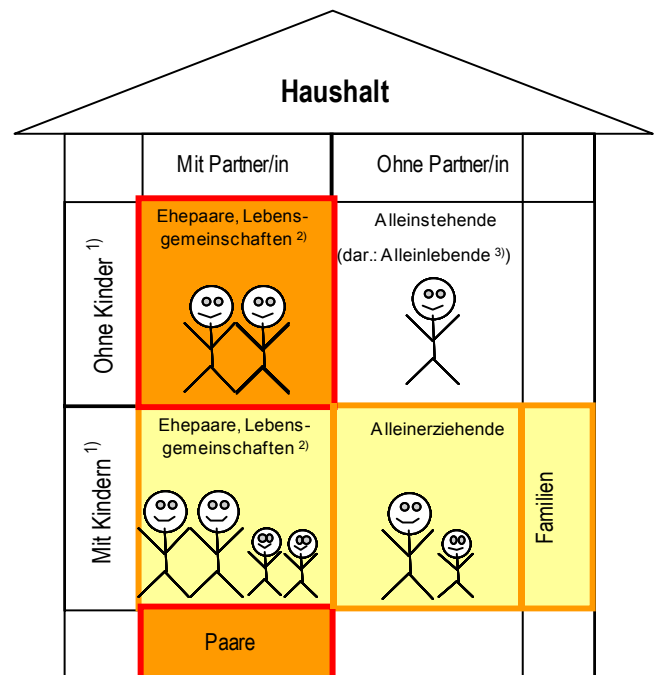 Haushalt
Mit Partner/in
Ohne Partner/in
Ohne Kinder 1)
Ehepaare, Lebens-
gemeinschaften 2)
Alleinstehende
(dar.: Alleinlebende 3))
Mit Kindern 1)
Ehepaare, Lebens-
gemeinschaften 2)
Alleinerziehende
Familien
Paare